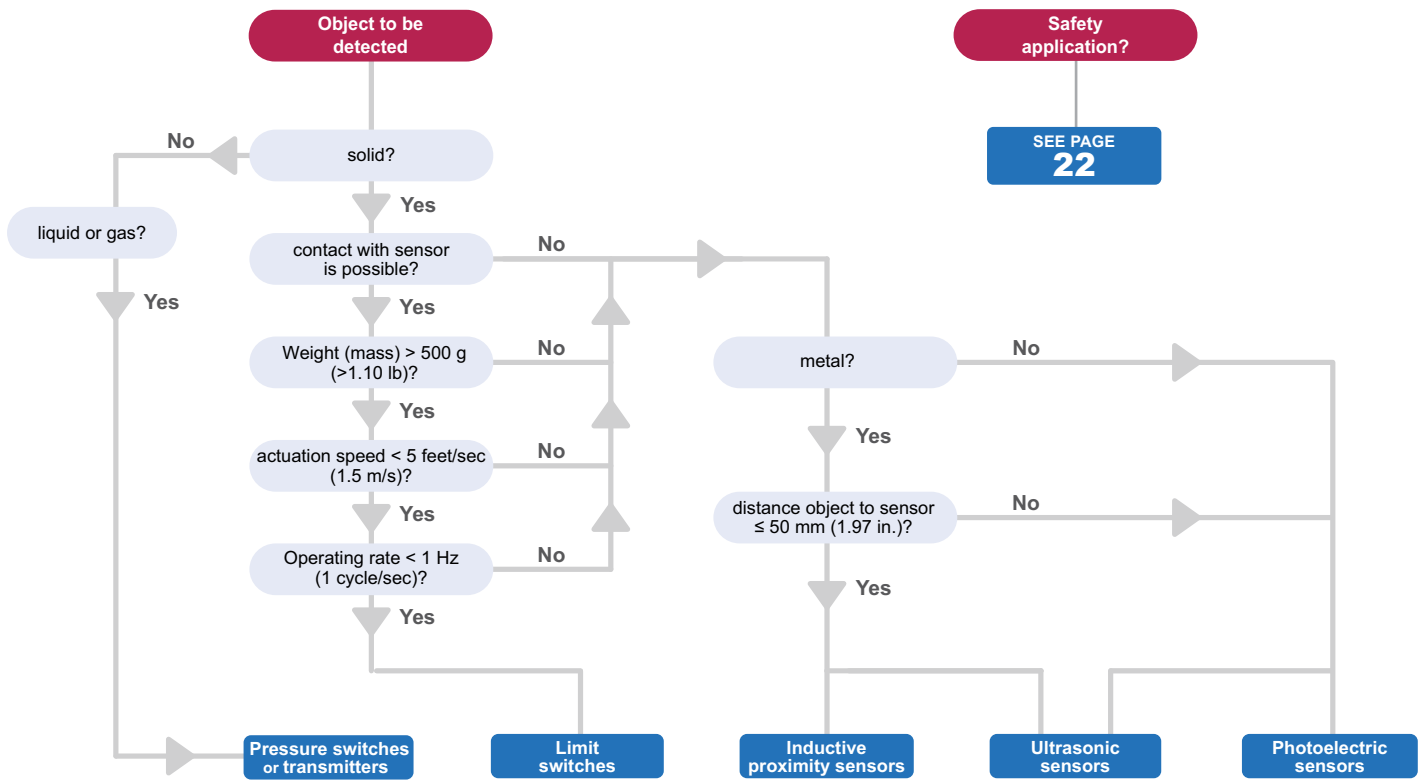 Object to be
detected
Safety
application?
SEE PAGE
22
No
solid?
Yes
liquid or gas?
Yes
contact with sensor
is possible?
No
Yes
Weight (mass) > 500 g
(>1.10 lb)?
No
Yes
actuation speed < 5 feet/sec
(1.5 m/s)?
No
Yes
Operating rate < 1 Hz
(1 cycle/sec)?
No
Yes
metal?
No
Yes
distance object to sensor
≤ 50 mm (1.97 in.)?
No
Yes
Pressure switches
or transmitters
Limit
switches
Inductive
proximity sensors
Ultrasonic
sensors
Photoelectric
sensors